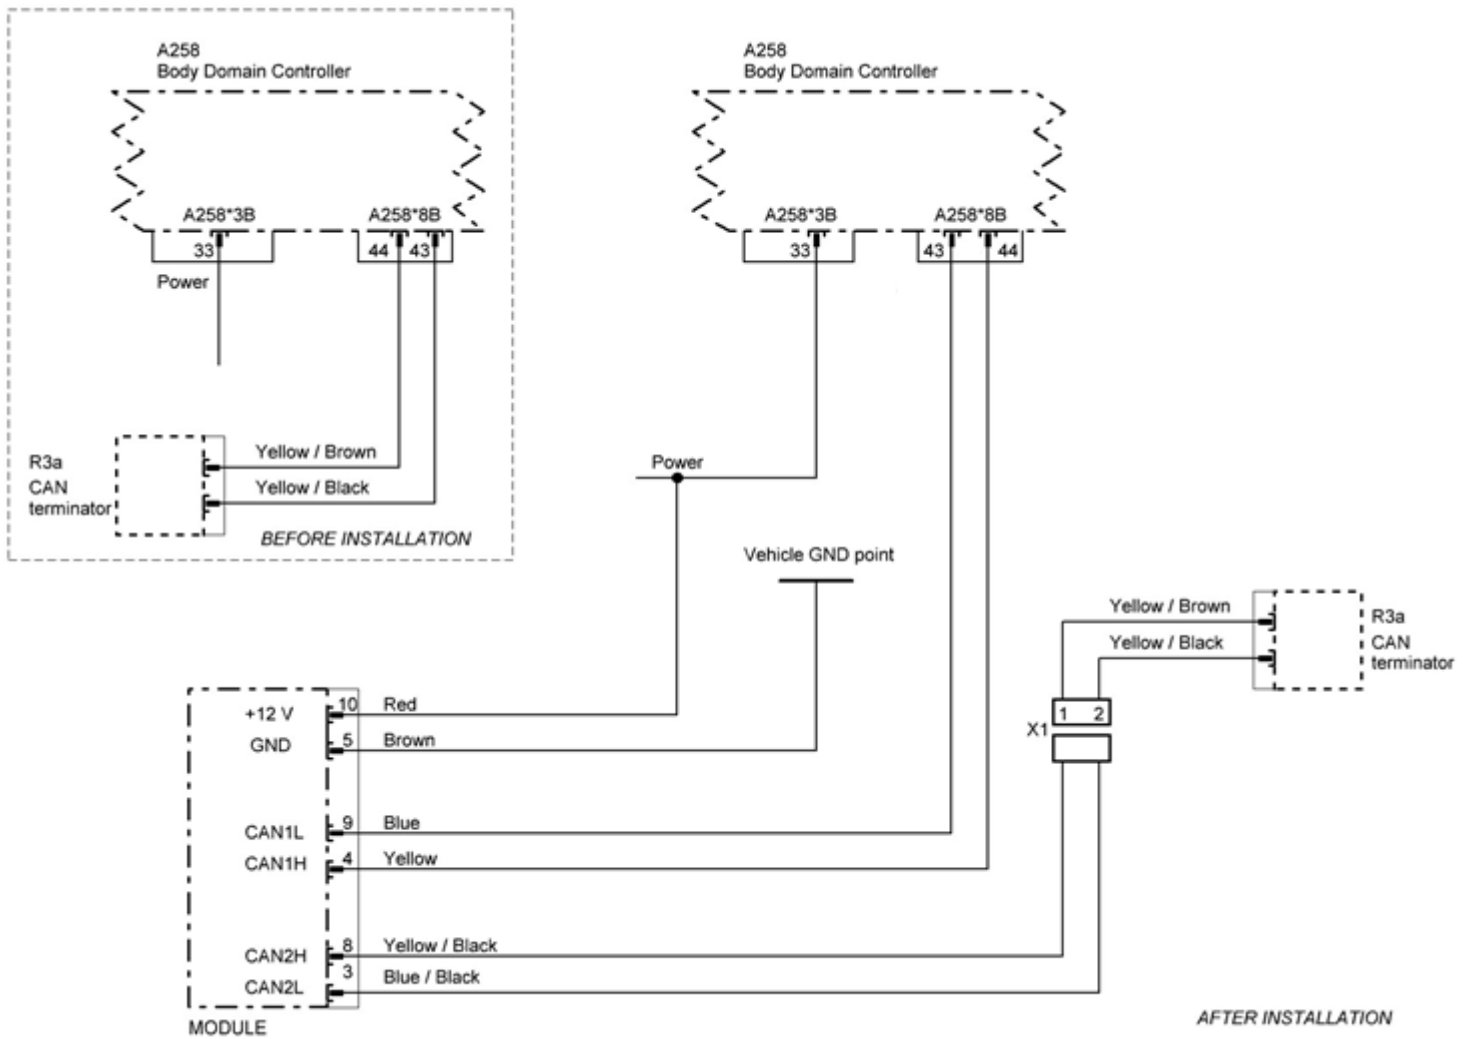 A258
Body Domain Controller
A258*3B
A258*8B
33
44
43
Power
R3a
CAN
terminator
Yellow / Brown
Yellow / Black
BEFORE INSTALLATION
A258
Body Domain Controller
A258*3B
A258*8B
33
43
44
Power
Vehicle GND point
Yellow / Brown
Yellow / Black
R3a
CAN
terminator
X1
1 2
+12 V
10
Red
GND
5
Brown
CAN1L
9
Blue
CAN1H
4
Yellow
CAN2H
8
Yellow / Black
CAN2L
3
Blue / Black
MODULE
AFTER INSTALLATION